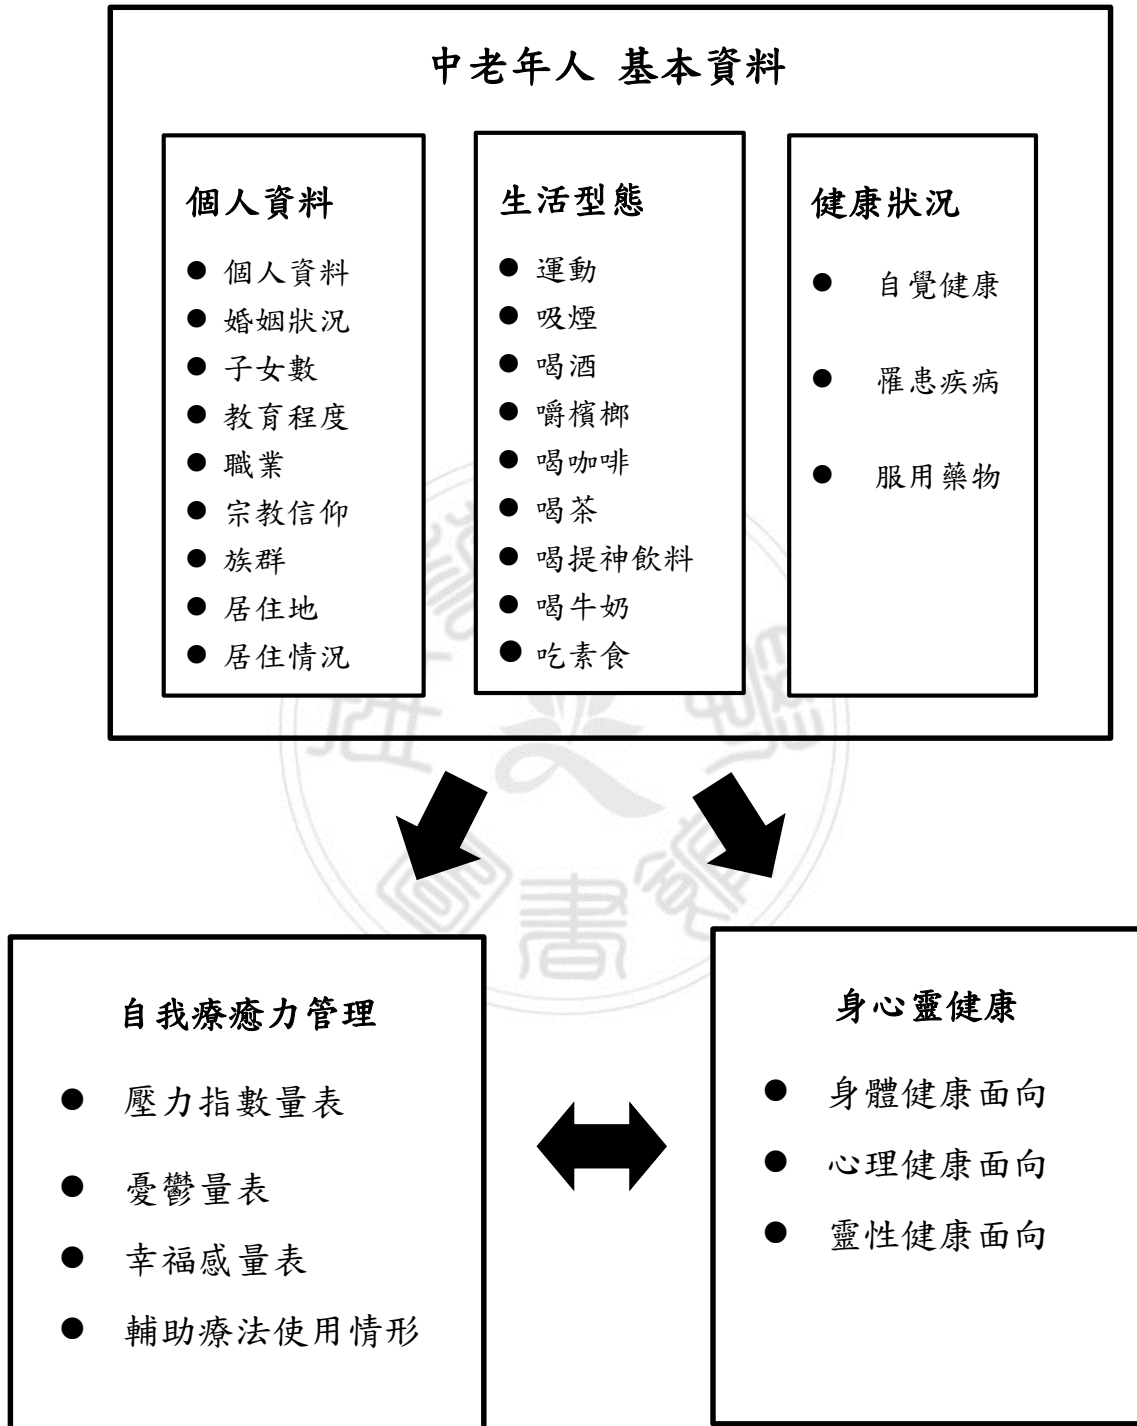 中老年人 基本資料
個人資料
個人資料
婚姻狀況
子女數
教育程度
職業
宗教信仰
族群
居住地
居住情況
生活型態
運動
吸煙
喝酒
嚼檳榔
喝咖啡
喝茶
喝提神飲料
喝牛奶
吃素食
健康狀況
自覺健康
罹患疾病
服用藥物
自我療癒力管理
壓力指數量表
憂鬱量表
幸福感量表
輔助療法使用情形
身心靈健康
身體健康面向
心理健康面向
靈性健康面向